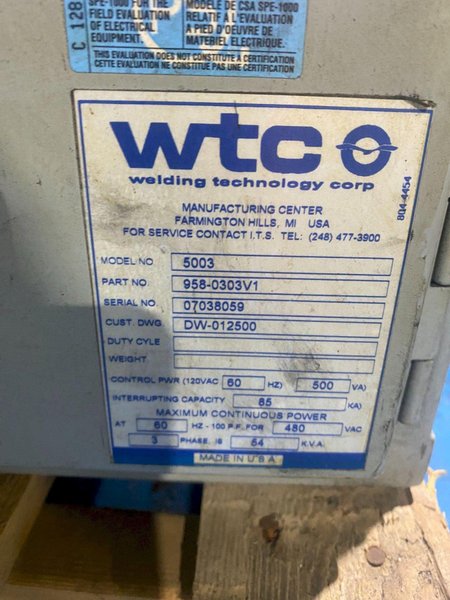 SPE-1000 FOR THE
FIELD EVALUATION
OF ELECTRICAL
EQUIPMENT.
MODÈLE DE CSA SPE-1000
RELATIF À L'ÉVALUATION
A PIED D'OEUVRE DE
MATERIEL ELECTRIQUE.
THIS EVALUATION DOES NOT CONSTITUTE A CERTIFICATION
CETTE EVALUATION NE CONSTITUE PAS UNE CERTIFICATION
C 128
wtc
welding technology corp
804-4454
MANUFACTURING CENTER
FARMINGTON HILLS, MI USA
FOR SERVICE CONTACT I.T.S. TEL: (248) 477-3900
MODEL NO 5003
PART NO. 958-0303V1
SERIAL NO. 07038059
CUST. DWG. DW-012500
DUTY CYLE
WEIGHT
CONTROL PWR (120VAC 60 HZ) 500 VA)
INTERRUPTING CAPACITY 65 KA)
MAXIMUM CONTINUOUS POWER
AT 60 HZ - 100 P.F. FOR 480 VAC
3 PHASE, IS 54 K.V.A.
MADE IN U S A